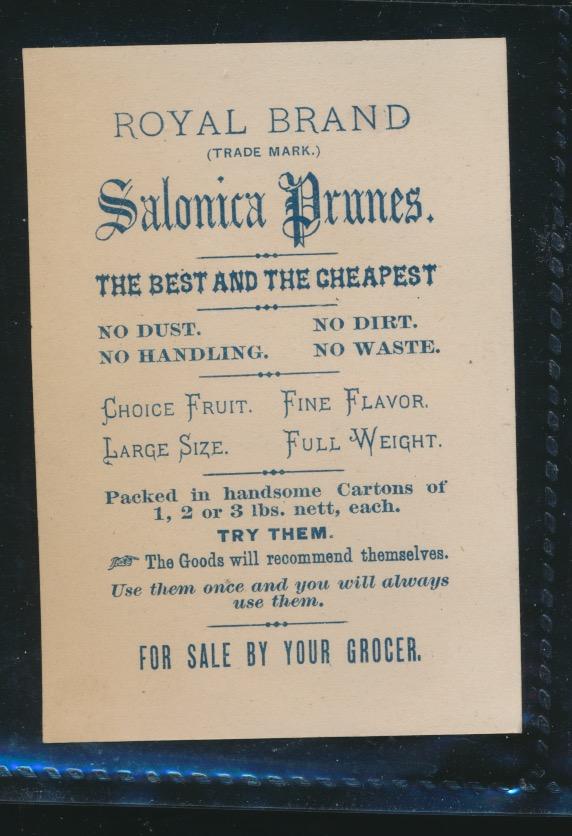 ROYAL BRAND
(TRADE MARK.)
Salonica Prunes.
THE BEST AND THE CHEAPEST
NO DUST. NO DIRT.
NO HANDLING. NO WASTE.
CHOICE FRUIT. FINE FLAVOR.
LARGE SIZE. FULL WEIGHT.
Packed in handsome Cartons of
1, 2 or 3 lbs. nett, each.
TRY THEM.
The Goods will recommend themselves.
Use them once and you will always
use them.
FOR SALE BY YOUR GROCER.